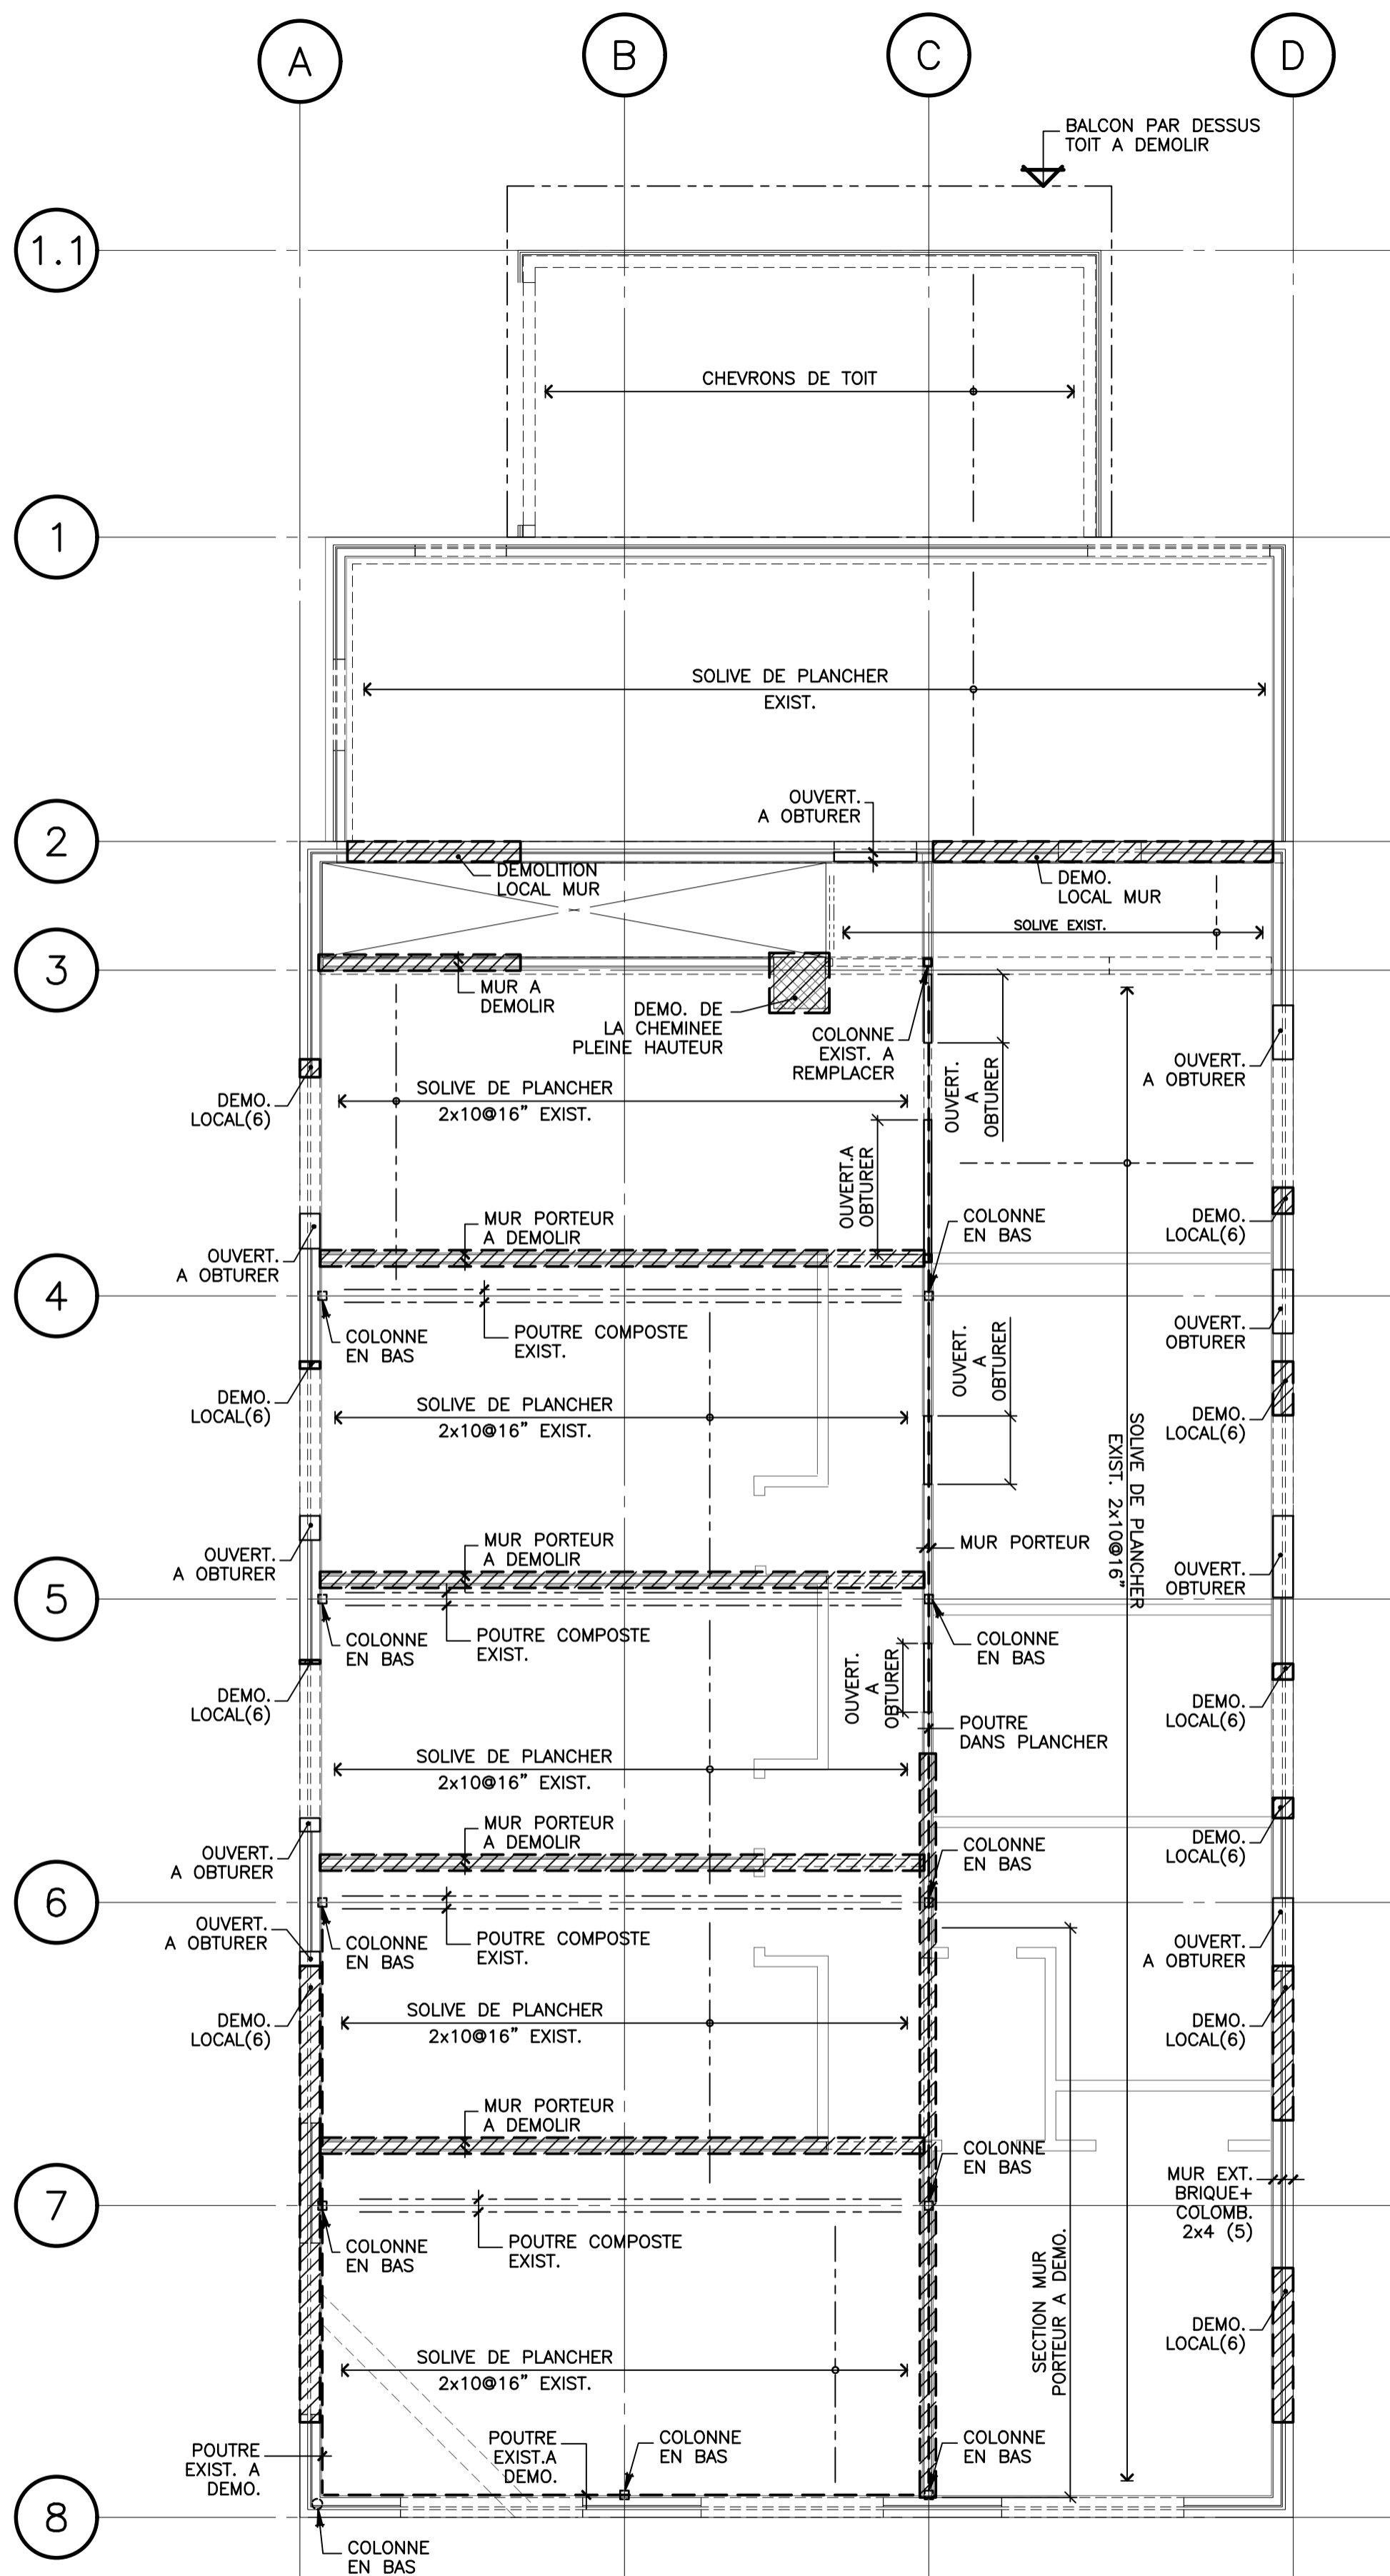 A
B
C
D
BALCON PAR DESSUS
TOIT A DEMOLIR
1.1
CHEVRONS DE TOIT
1
SOLIVE DE PLANCHER
EXIST.
OUVERT.
A OBTURER
2
DEMOLITION
LOCAL MUR
DEMO.
LOCAL MUR
SOLIVE EXIST.
3
MUR A
DEMOLIR
DEMO. DE
LA CHEMINEE
PLEINE HAUTEUR
COLONNE
EXIST. A
REMPLACER
OUVERT.
A
OBTURER
OUVERT.
A OBTURER
DEMO.
LOCAL(6)
SOLIVE DE PLANCHER
2x10@16" EXIST.
OUVERT.A
OBTURER
MUR PORTEUR
A DEMOLIR
COLONNE
EN BAS
DEMO.
LOCAL(6)
OUVERT.
A OBTURER
4
COLONNE
EN BAS
POUTRE COMPOSTE
EXIST.
OUVERT.
A
OBTURER
OUVERT.
OBTURER
DEMO.
LOCAL(6)
SOLIVE DE PLANCHER
2x10@16" EXIST.
DEMO.
LOCAL(6)
SOLIVE DE PLANCHER
EXIST. 2x10@16"
OUVERT.
A OBTURER
MUR PORTEUR
A DEMOLIR
MUR PORTEUR
OUVERT.
OBTURER
5
COLONNE
EN BAS
POUTRE COMPOSTE
EXIST.
COLONNE
EN BAS
OUVERT.
A
OBTURER
DEMO.
LOCAL(6)
DEMO.
LOCAL(6)
POUTRE
DANS PLANCHER
SOLIVE DE PLANCHER
2x10@16" EXIST.
OUVERT.
A OBTURER
MUR PORTEUR
A DEMOLIR
COLONNE
EN BAS
DEMO.
LOCAL(6)
6
OUVERT.
A OBTURER
COLONNE
EN BAS
POUTRE COMPOSTE
EXIST.
OUVERT.
A OBTURER
DEMO.
LOCAL(6)
SOLIVE DE PLANCHER
2x10@16" EXIST.
DEMO.
LOCAL(6)
MUR PORTEUR
A DEMOLIR
COLONNE
EN BAS
MUR EXT.
BRIQUE+
COLOMB.
2x4 (5)
7
COLONNE
EN BAS
POUTRE COMPOSTE
EXIST.
SECTION MUR
PORTEUR A DEMO.
DEMO.
LOCAL(6)
SOLIVE DE PLANCHER
2x10@16" EXIST.
POUTRE
EXIST. A
DEMO.
POUTRE
EXIST.A
DEMO.
COLONNE
EN BAS
COLONNE
EN BAS
8
COLONNE
EN BAS